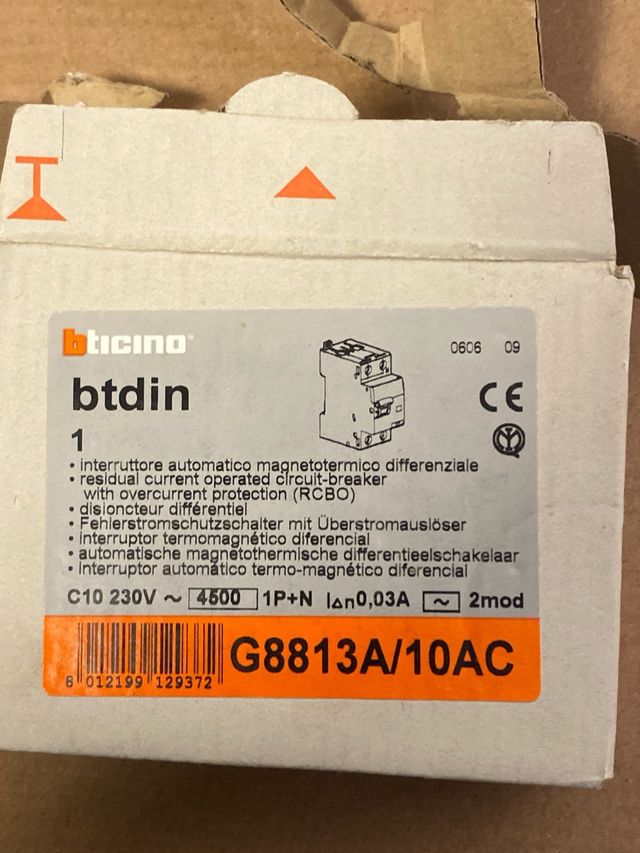 bticino®
0606 09
btdin
CE
1
• interruttore automatico magnetotermico differenziale
• residual current operated circuit-breaker
with overcurrent protection (RCBO)
• disjoncteur différentiel
• Fehlerstromschutzschalter mit Überstromauslöser
• interruptor termomagnético diferencial
• automatische magnetothermische differentieelschakelaar
• interruptor automático termo-magnético diferencial
C10 230V ~ 4500 1P+N I∆n0,03A ~ 2mod
G8813A/10AC
8 012199 129372